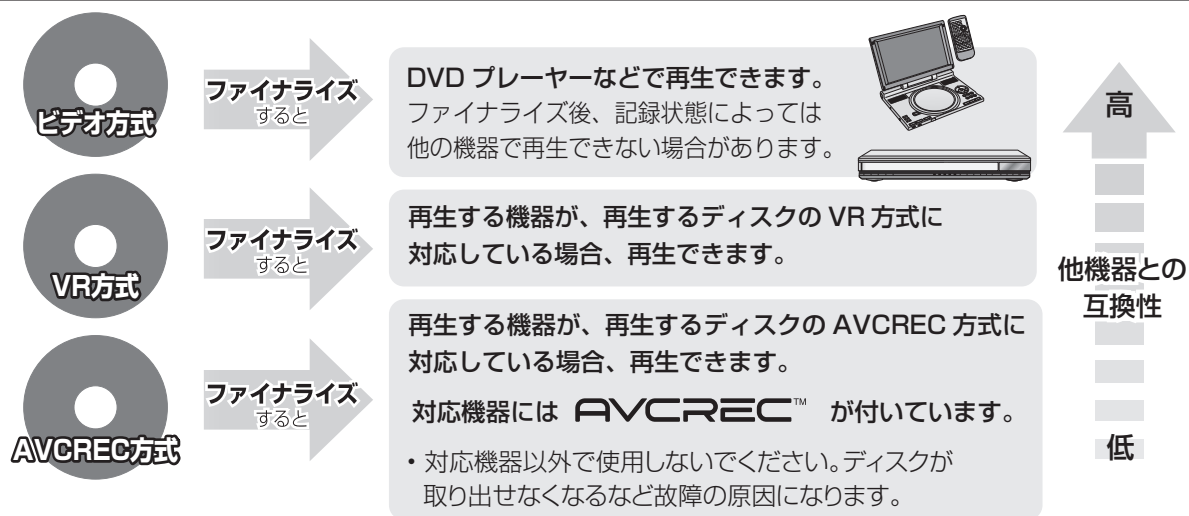 ビデオ方式
ファイナライズ
すると
DVD プレーヤーなどで再生できます。
ファイナライズ後、記録状態によっては
他の機器で再生できない場合があります。
VR方式
ファイナライズ
すると
再生する機器が、再生するディスクの VR 方式に
対応している場合、再生できます。
AVCREC方式
ファイナライズ
すると
再生する機器が、再生するディスクの AVCREC 方式に
対応している場合、再生できます。
対応機器には AVCREC™ が付いています。
・対応機器以外で使用しないでください。ディスクが
取り出せなくなるなど故障の原因になります。
高
他機器との
互換性
低